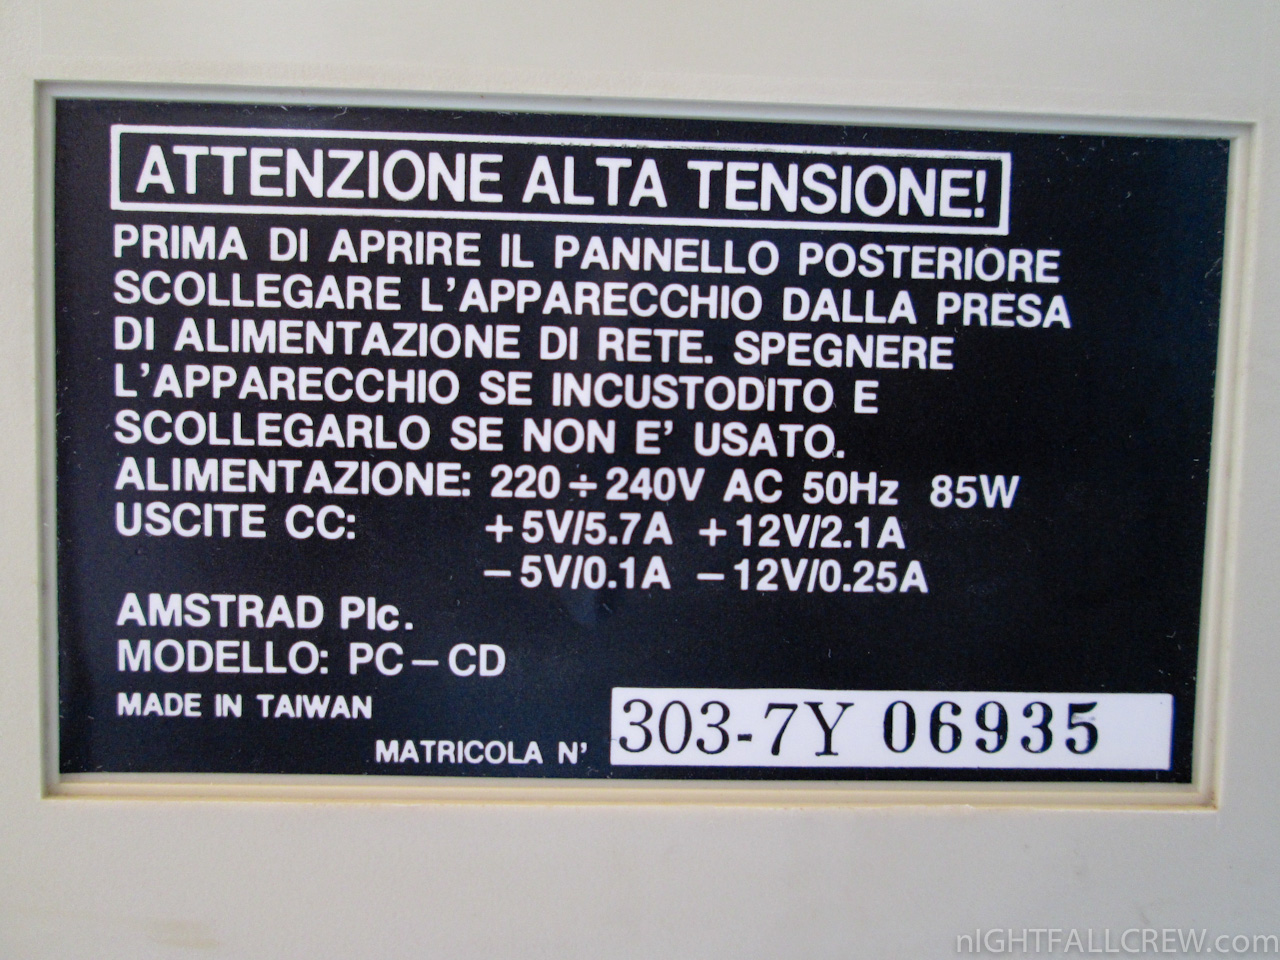 ATTENZIONE ALTA TENSIONE!
PRIMA DI APRIRE IL PANNELLO POSTERIORE
SCOLLEGARE L'APPARECCHIO DALLA PRESA
DI ALIMENTAZIONE DI RETE. SPEGNERE
L'APPARECCHIO SE INCUSTODITO E
SCOLLEGARLO SE NON E' USATO.
ALIMENTAZIONE: 220÷240V AC 50Hz 85W
USCITE CC: +5V/5.7A +12V/2.1A
−5V/0.1A −12V/0.25A
AMSTRAD Plc.
MODELLO: PC−CD
MADE IN TAIWAN
MATRICOLA N' 303-7Y 06935
nIGHTFALLCREW.com